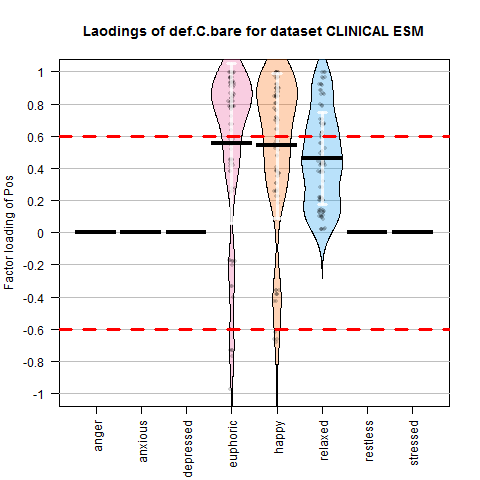 Laodings of def.C.bare for dataset CLINICAL ESM
Factor loading of Pos
1
0.8
0.6
0.4
0.2
0
-0.2
-0.4
-0.6
-0.8
-1
anger
anxious
depressed
euphoric
happy
relaxed
restless
stressed